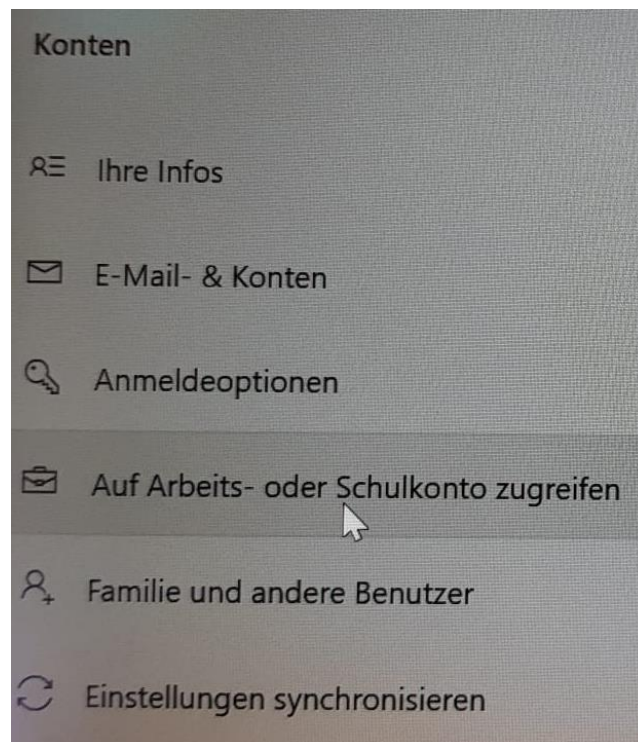 Konten
Ihre Infos
E-Mail- & Konten
Anmeldeoptionen
Auf Arbeits- oder Schulkonto zugreifen
Familie und andere Benutzer
Einstellungen synchronisieren